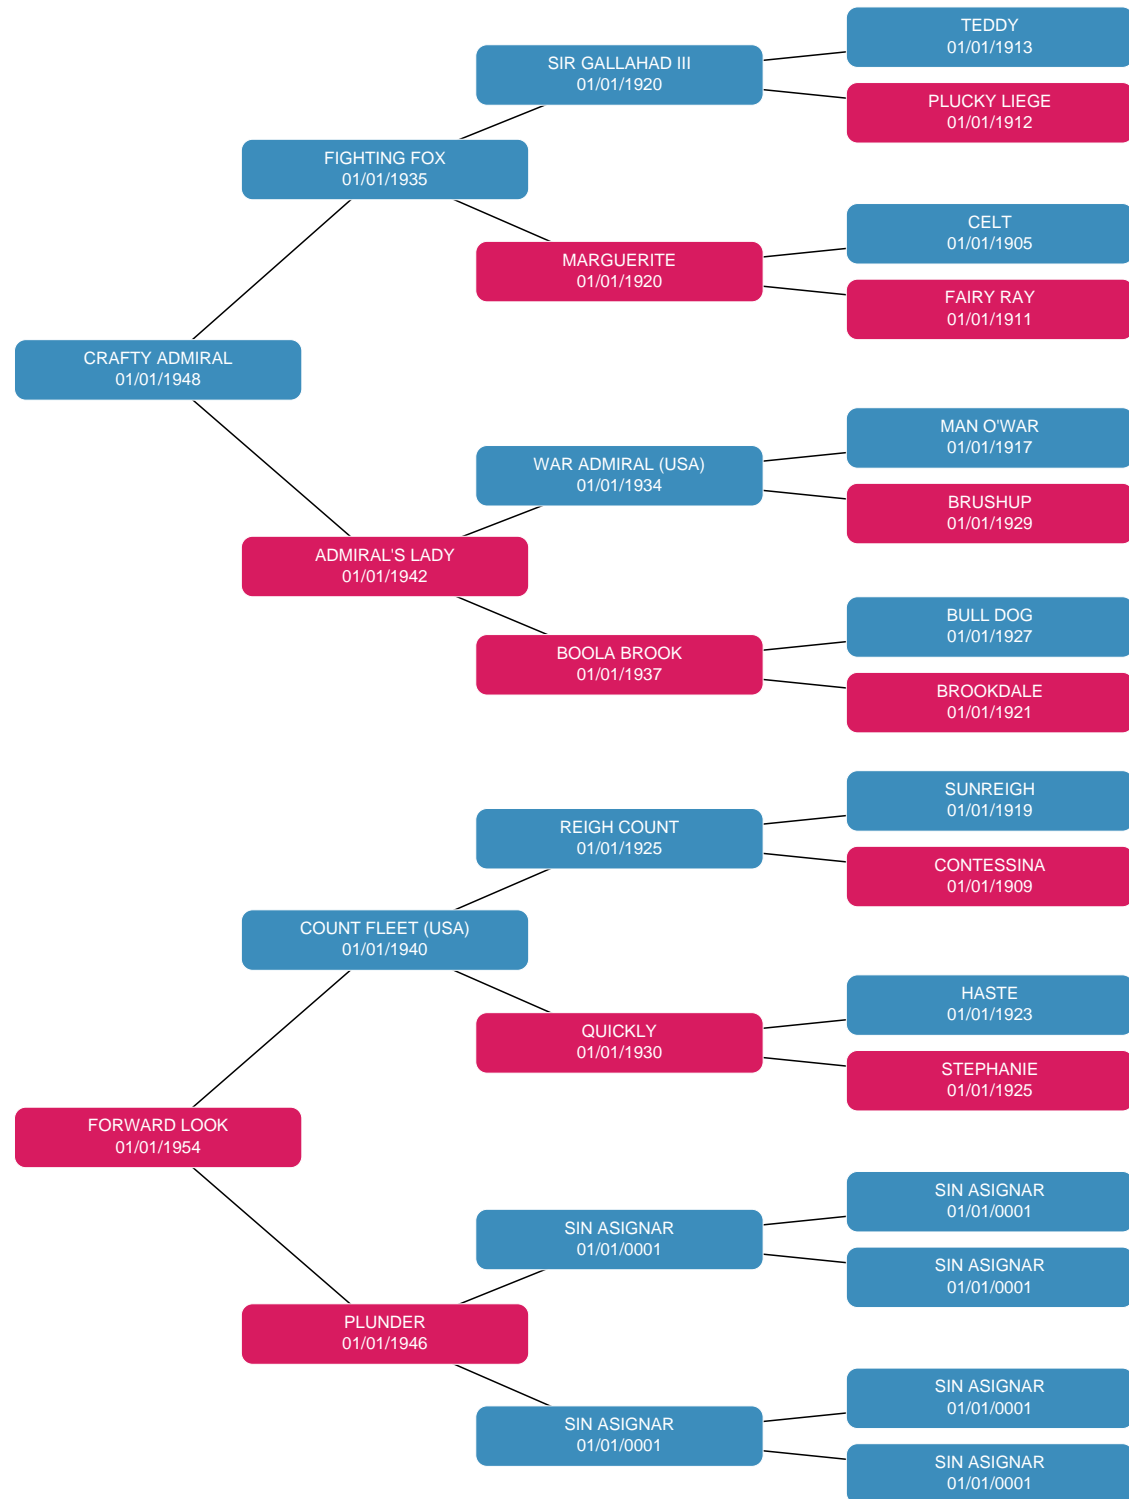 TEDDY
01/01/1913
SIR GALLAHAD III
01/01/1920
PLUCKY LIEGE
01/01/1912
FIGHTING FOX
01/01/1935
CELT
01/01/1905
MARGUERITE
01/01/1920
FAIRY RAY
01/01/1911
CRAFTY ADMIRAL
01/01/1948
MAN O'WAR
01/01/1917
WAR ADMIRAL (USA)
01/01/1934
BRUSHUP
01/01/1929
ADMIRAL'S LADY
01/01/1942
BULL DOG
01/01/1927
BOOLA BROOK
01/01/1937
BROOKDALE
01/01/1921
SUNREIGH
01/01/1919
REIGH COUNT
01/01/1925
CONTESSINA
01/01/1909
COUNT FLEET (USA)
01/01/1940
HASTE
01/01/1923
QUICKLY
01/01/1930
STEPHANIE
01/01/1925
FORWARD LOOK
01/01/1954
SIN ASIGNAR
01/01/0001
SIN ASIGNAR
01/01/0001
SIN ASIGNAR
01/01/0001
PLUNDER
01/01/1946
SIN ASIGNAR
01/01/0001
SIN ASIGNAR
01/01/0001
SIN ASIGNAR
01/01/0001